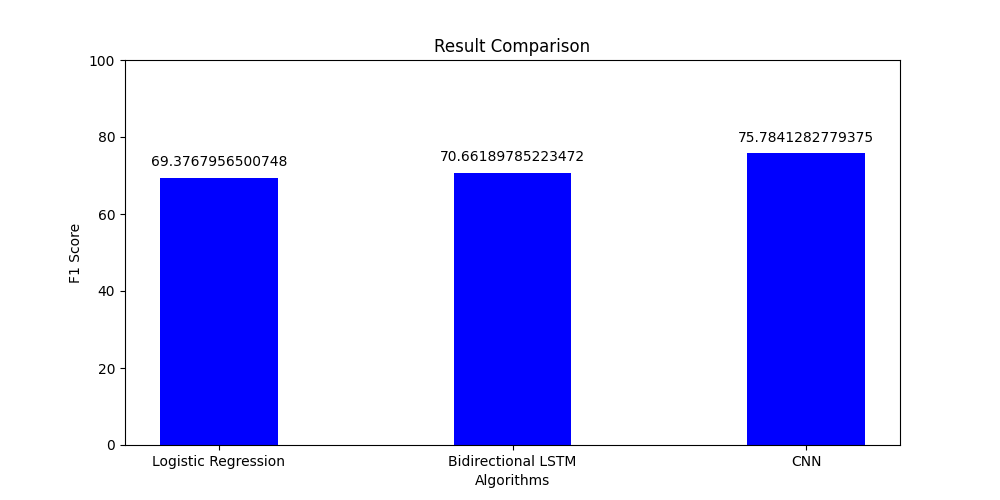 Result Comparison
100
80
60
40
20
0
F1 Score
69.3767956500748
70.66189785223472
75.7841282779375
Logistic Regression
Bidirectional LSTM
CNN
Algorithms